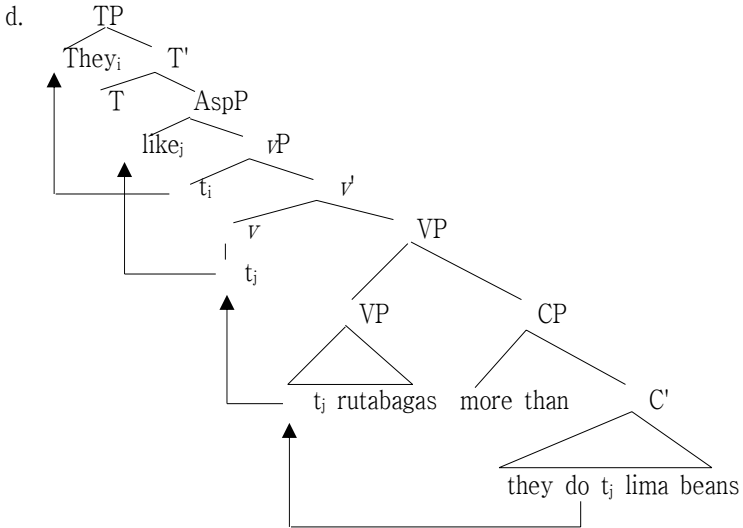 d. TP
Theyᵢ T'
T AspP
likeⱼ vP
tᵢ v'
v VP
tⱼ
VP CP
tⱼ rutabagas more than C'
they do tⱼ lima beans